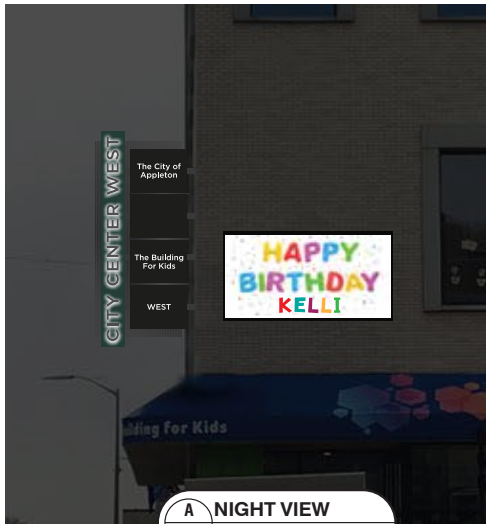 CITY CENTER WEST
The City of
Appleton
The Building
For Kids
WEST
HAPPY
BIRTHDAY
KELLI
For Kids
A
NIGHT VIEW